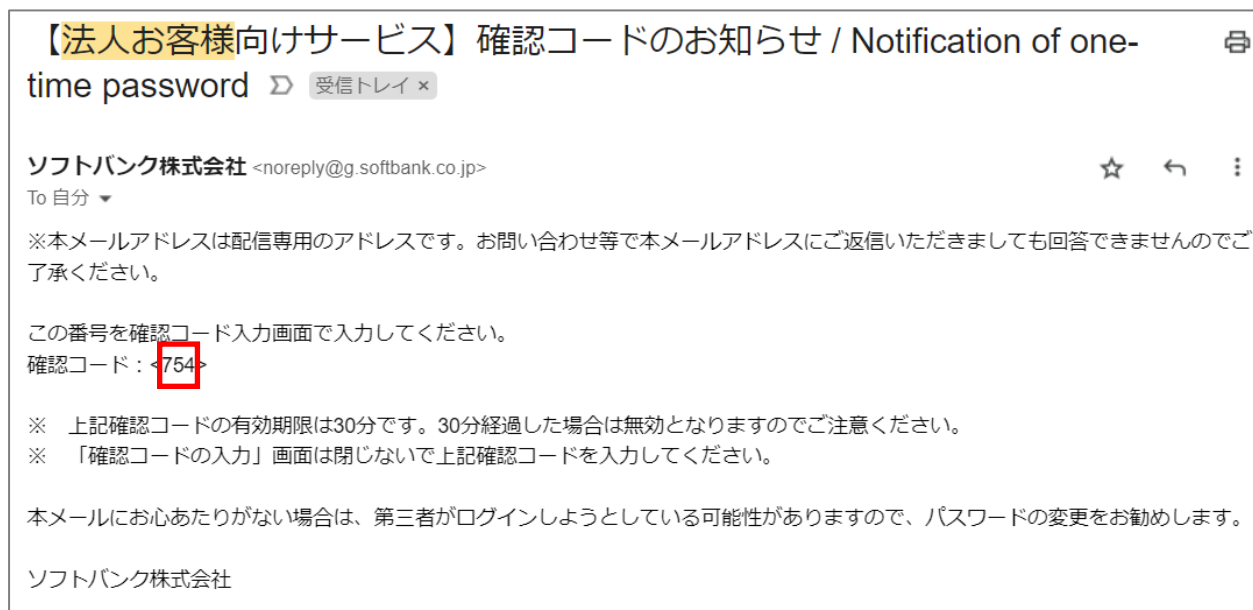 【法人お客様向けサービス】確認コードのお知らせ / Notification of one-
time password 受信トレイ ×
ソフトバンク株式会社 <noreply@g.softbank.co.jp>
To 自分
※本メールアドレスは配信専用のアドレスです。お問い合わせ等で本メールアドレスにご返信いただきましても回答できませんのでご
了承ください。
この番号を確認コード入力画面で入力してください。
確認コード：<754>
※　上記確認コードの有効期限は30分です。30分経過した場合は無効となりますのでご注意ください。
※　「確認コードの入力」画面は閉じないで上記確認コードを入力してください。
本メールにお心あたりがない場合は、第三者がログインしようとしている可能性がありますので、パスワードの変更をお勧めします。
ソフトバンク株式会社